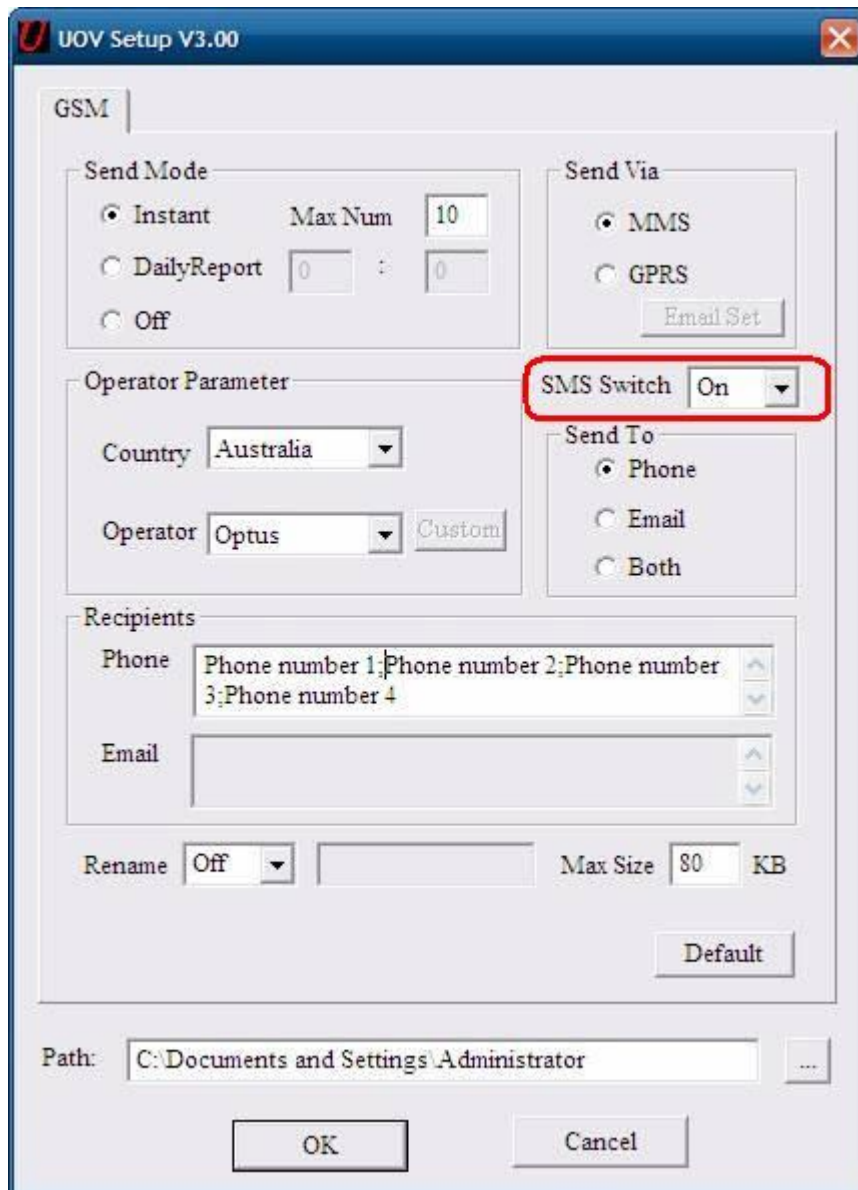 UOV Setup V3.00
GSM
Send Mode
Instant Max Num 10
DailyReport 0 : 0
Off
Send Via
MMS
GPRS
Email Set
Operator Parameter
Country Australia
Operator Optus Custom
SMS Switch On
Send To
Phone
Email
Both
Recipients
Phone Phone number 1;Phone number 2;Phone number
3;Phone number 4
Email
Rename Off Max Size 80 KB
Default
Path: C:\Documents and Settings\Administrator ...
OK Cancel